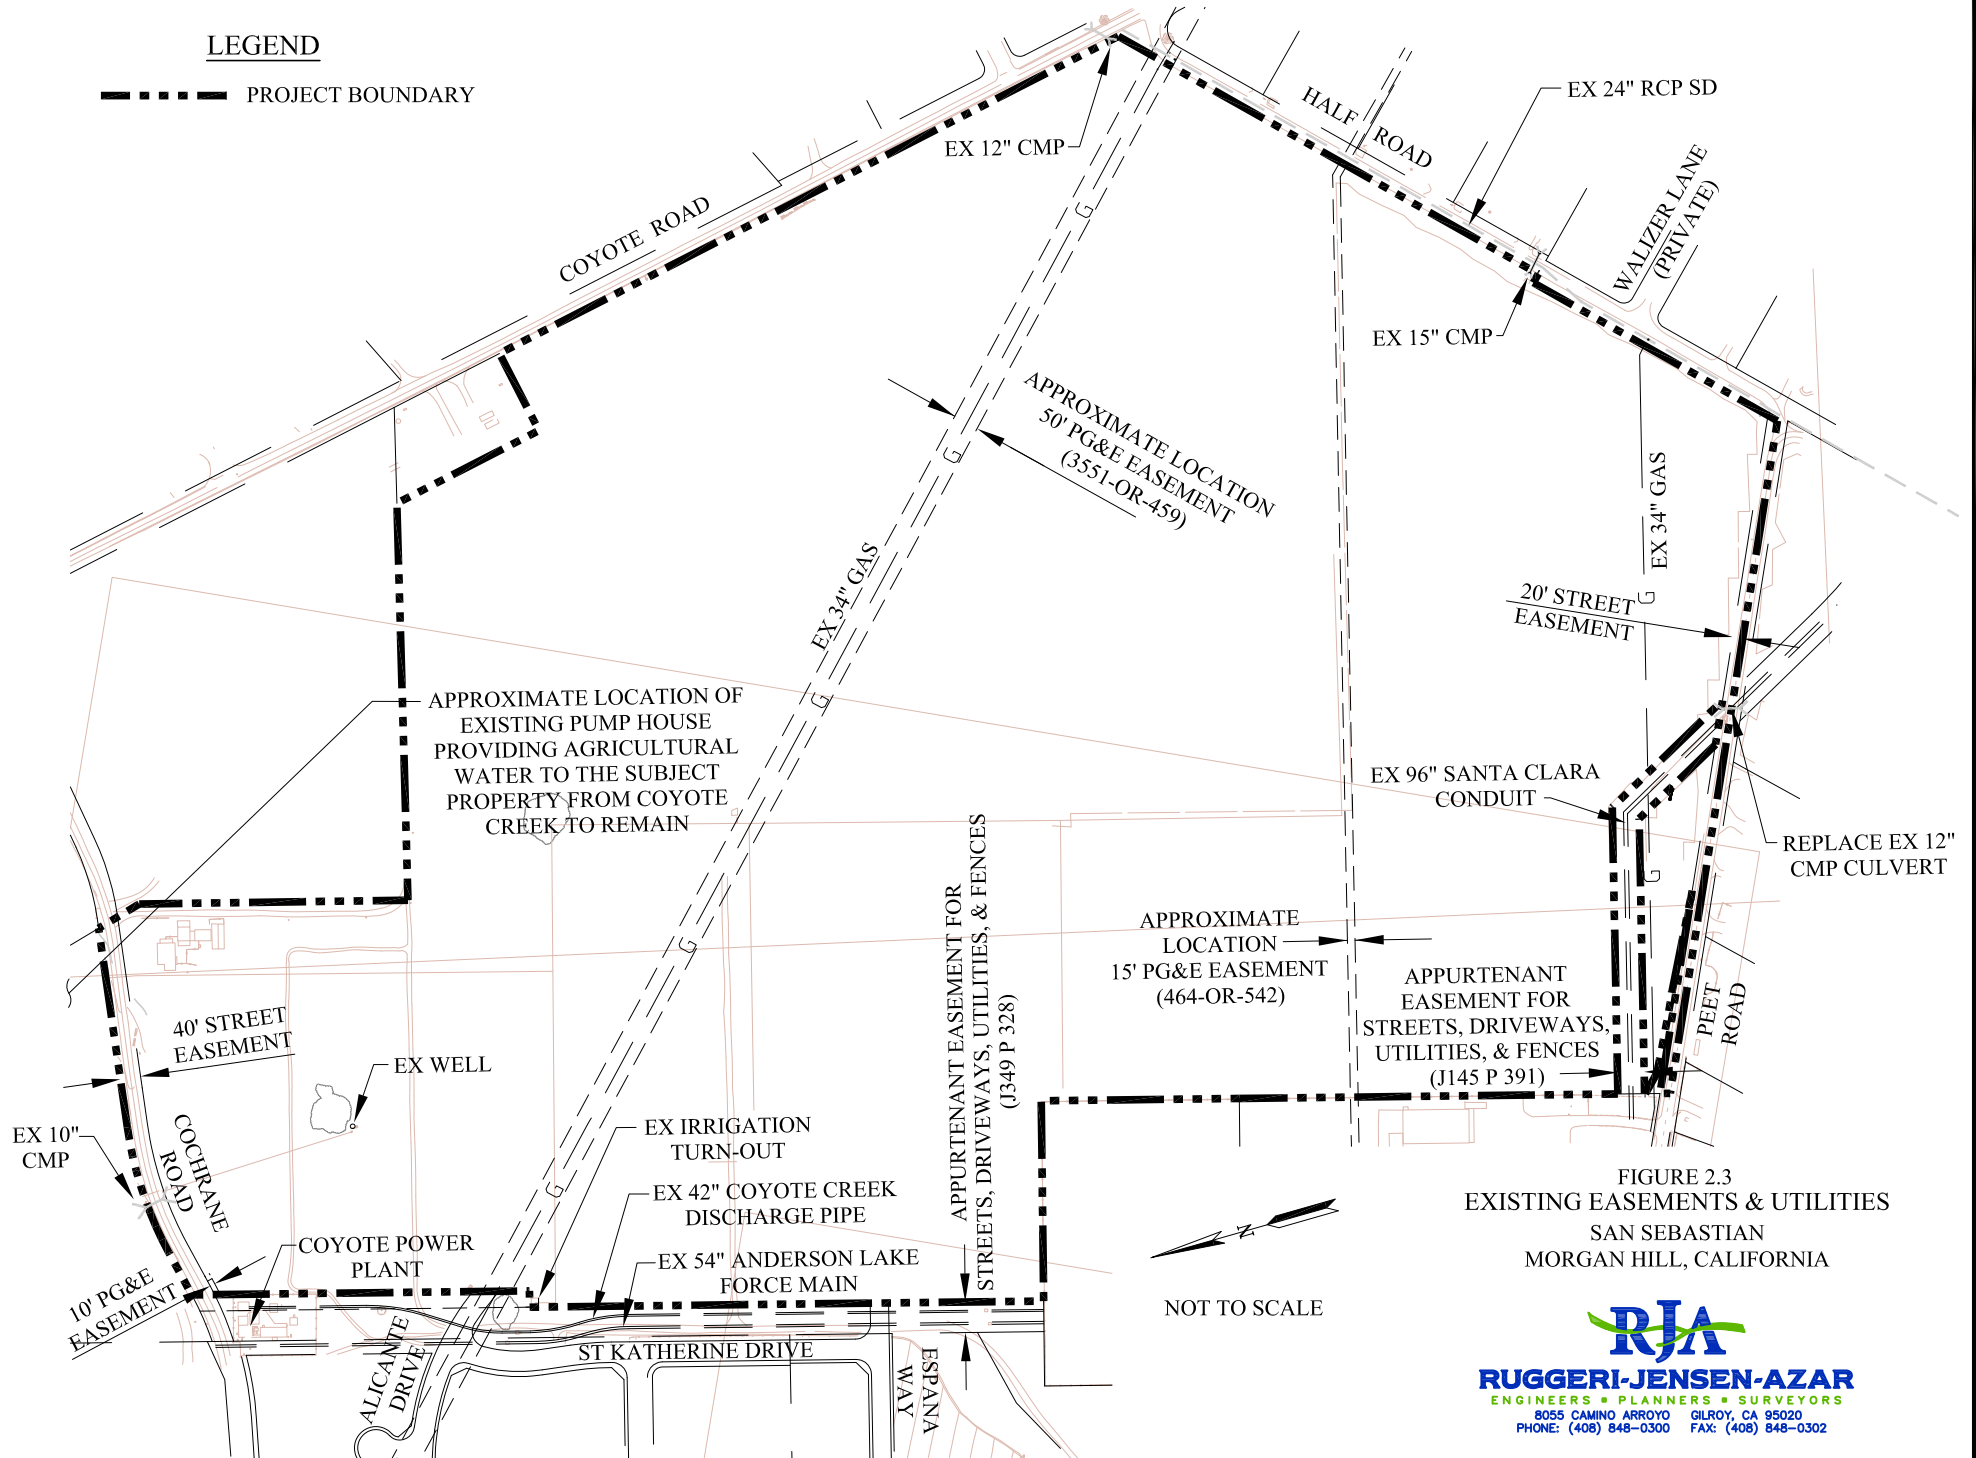 LEGEND
PROJECT BOUNDARY
EX 12" CMP
HALF ROAD
EX 24" RCP SD
WALIZER LANE
(PRIVATE)
COYOTE ROAD
EX 15" CMP
APPROXIMATE LOCATION
50' PG&E EASEMENT
(3551-OR-459)
G
G
G
G
G
G
G
EX 34" GAS
EX 34" GAS
20' STREET
EASEMENT
APPROXIMATE LOCATION OF
EXISTING PUMP HOUSE
PROVIDING AGRICULTURAL
WATER TO THE SUBJECT
PROPERTY FROM COYOTE
CREEK TO REMAIN
EX 96" SANTA CLARA
CONDUIT
REPLACE EX 12"
CMP CULVERT
APPURTENANT EASEMENT FOR
STREETS, DRIVEWAYS, UTILITIES, & FENCES
(J349 P 328)
APPROXIMATE
LOCATION
15' PG&E EASEMENT
(464-OR-542)
APPURTENANT
EASEMENT FOR
STREETS, DRIVEWAYS,
UTILITIES, & FENCES
(J145 P 391)
PEET
ROAD
40' STREET
EASEMENT
EX WELL
EX 10"
CMP
COCHRANE
ROAD
EX IRRIGATION
TURN-OUT
EX 42" COYOTE CREEK
DISCHARGE PIPE
COYOTE POWER
PLANT
EX 54" ANDERSON LAKE
FORCE MAIN
10' PG&E
EASEMENT
ALICANTE
DRIVE
ST KATHERINE DRIVE
ESPANA
WAY
N
NOT TO SCALE
FIGURE 2.3
EXISTING EASEMENTS & UTILITIES
SAN SEBASTIAN
MORGAN HILL, CALIFORNIA
RJA
RUGGERI-JENSEN-AZAR
ENGINEERS ▪ PLANNERS ▪ SURVEYORS
8055 CAMINO ARROYO GILROY, CA 95020
PHONE: (408) 848-0300 FAX: (408) 848-0302